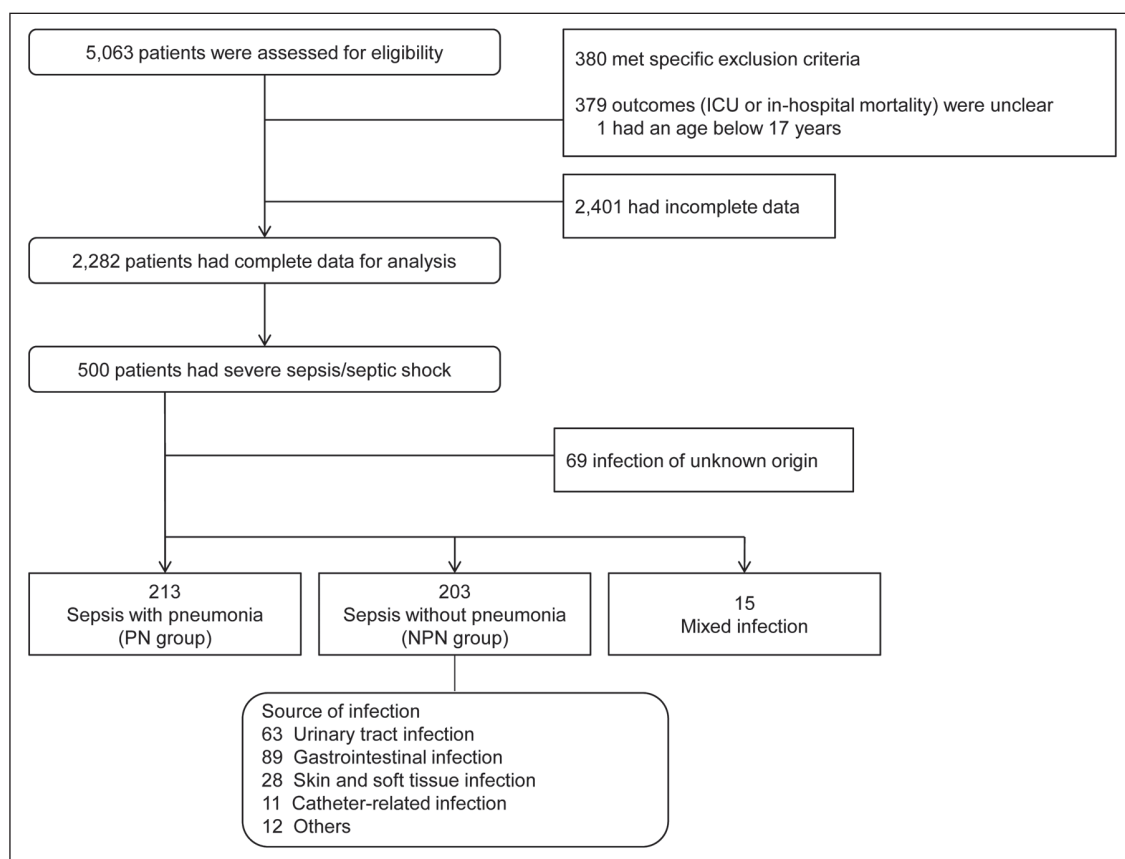 5,063 patients were assessed for eligibility
380 met specific exclusion criteria
379 outcomes (ICU or in-hospital mortality) were unclear
1 had an age below 17 years
2,401 had incomplete data
2,282 patients had complete data for analysis
500 patients had severe sepsis/septic shock
69 infection of unknown origin
213
Sepsis with pneumonia
(PN group)
203
Sepsis without pneumonia
(NPN group)
15
Mixed infection
Source of infection
63 Urinary tract infection
89 Gastrointestinal infection
28 Skin and soft tissue infection
11 Catheter-related infection
12 Others